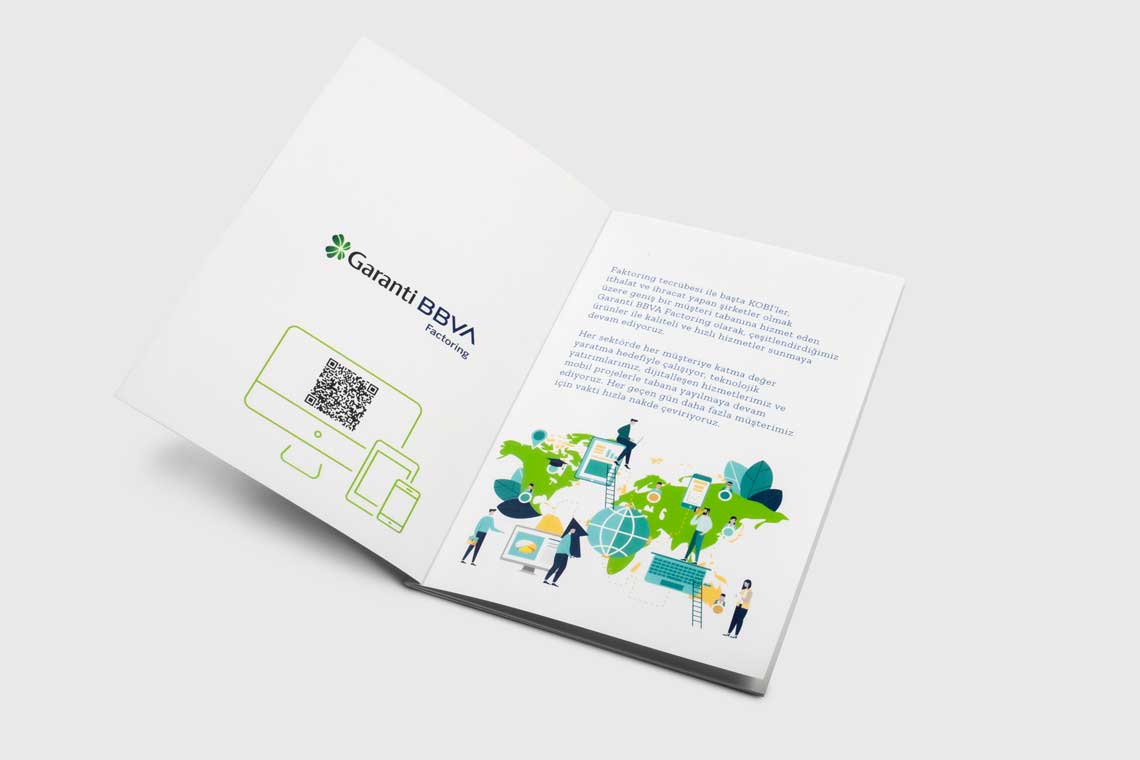 Garanti BBVA
Factoring
Faktoring tecrübesi ile başta KOBİ'ler,
ithalat ve ihracat yapan şirketler olmak
üzere geniş bir müşteri tabanına hizmet eden
Garanti BBVA Factoring olarak, çeşitlendirdiğimiz
ürünler ile kaliteli ve hızlı hizmetler sunmaya
devam ediyoruz.
Her sektörde her müşteriye katma değer
yaratma hedefiyle çalışıyor, teknolojik
yatırımlarımız, dijitalleşen hizmetlerimiz ve
mobil projelerle tabana yayılmaya devam
ediyoruz. Her geçen gün daha fazla müşterimiz
için vakti hızla nakde çeviriyoruz.